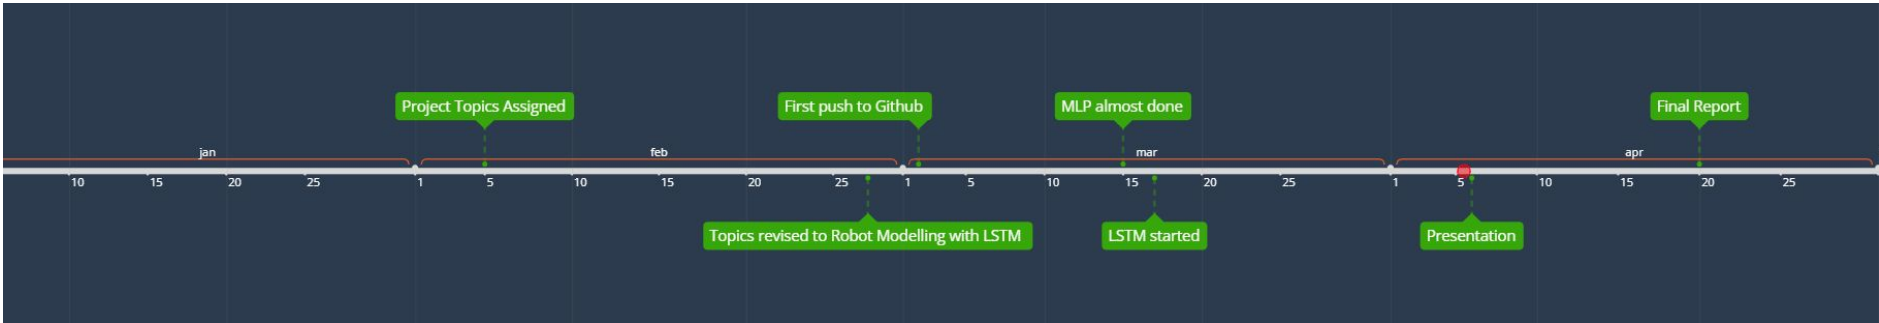 Project Topics Assigned
First push to Github
MLP almost done
Final Report
jan
feb
mar
apr
10 15 20 25 1 5 10 15 20 25 1 5 10 15 20 25 1 5 10 15 20 25
Topics revised to Robot Modelling with LSTM
LSTM started
Presentation